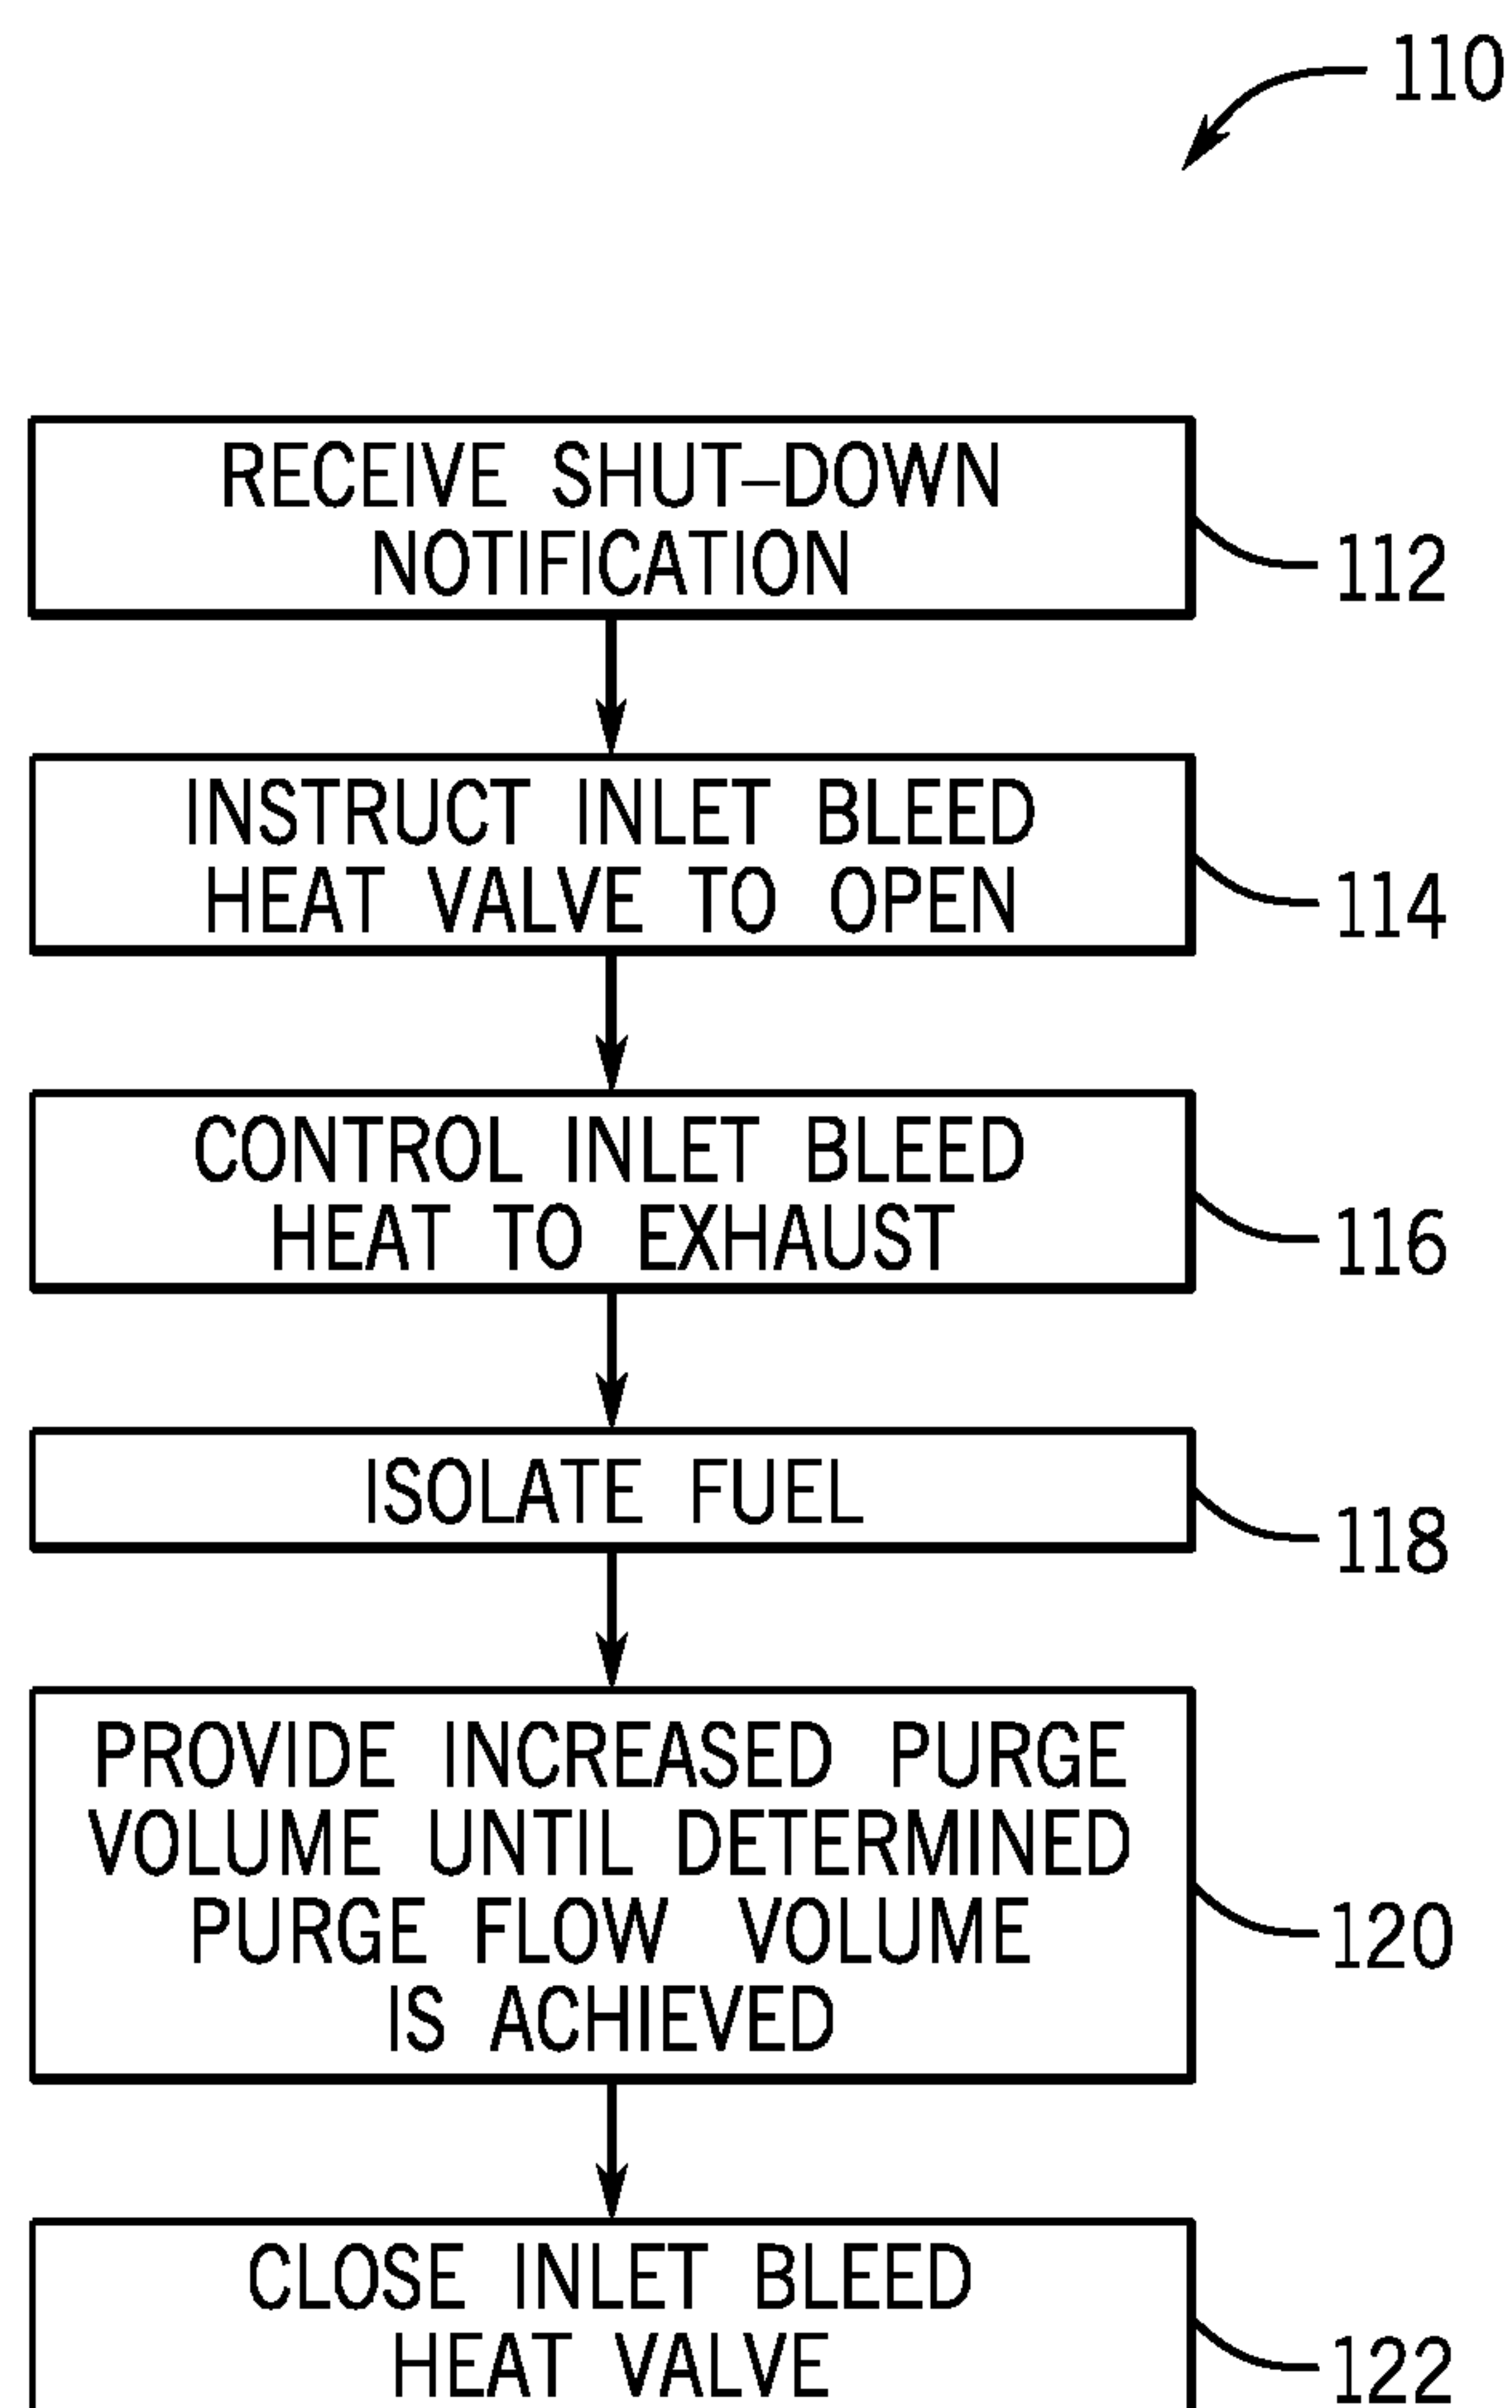 110
RECEIVE SHUT-DOWN
NOTIFICATION
112
INSTRUCT INLET BLEED
HEAT VALVE TO OPEN
114
CONTROL INLET BLEED
HEAT TO EXHAUST
116
ISOLATE FUEL
118
PROVIDE INCREASED PURGE
VOLUME UNTIL DETERMINED
PURGE FLOW VOLUME
IS ACHIEVED
120
CLOSE INLET BLEED
HEAT VALVE
122